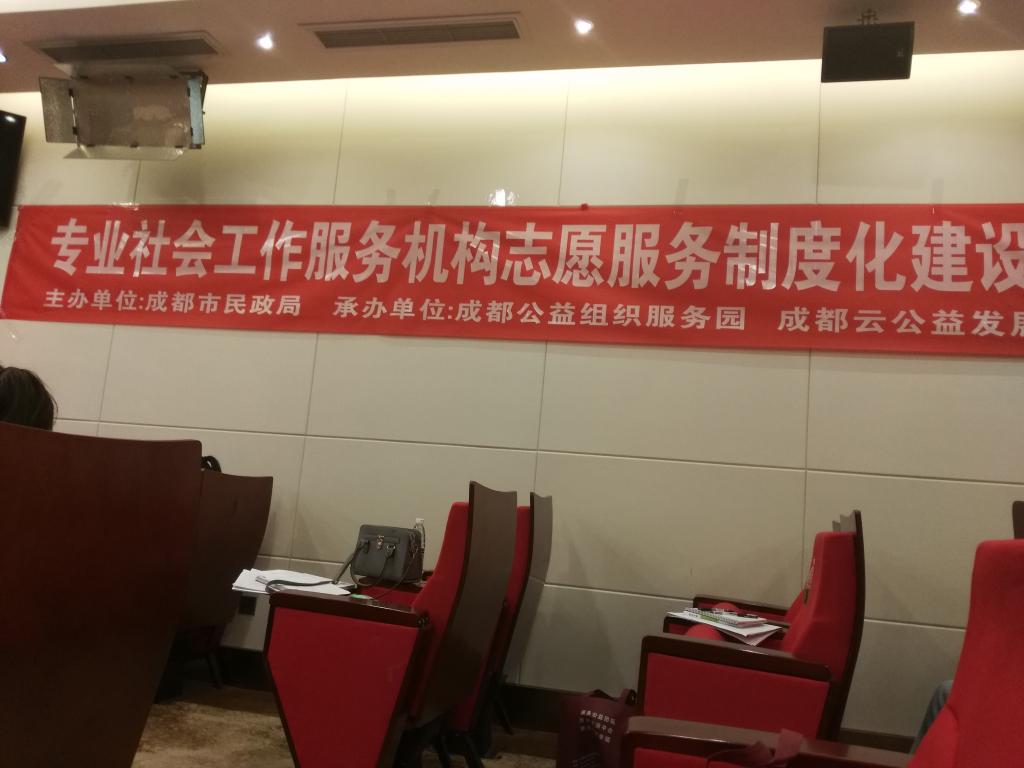 专业社会工作服务机构志愿服务制度化建设
主办单位:成都市民政局 承办单位:成都公益组织服务园 成都云公益发展